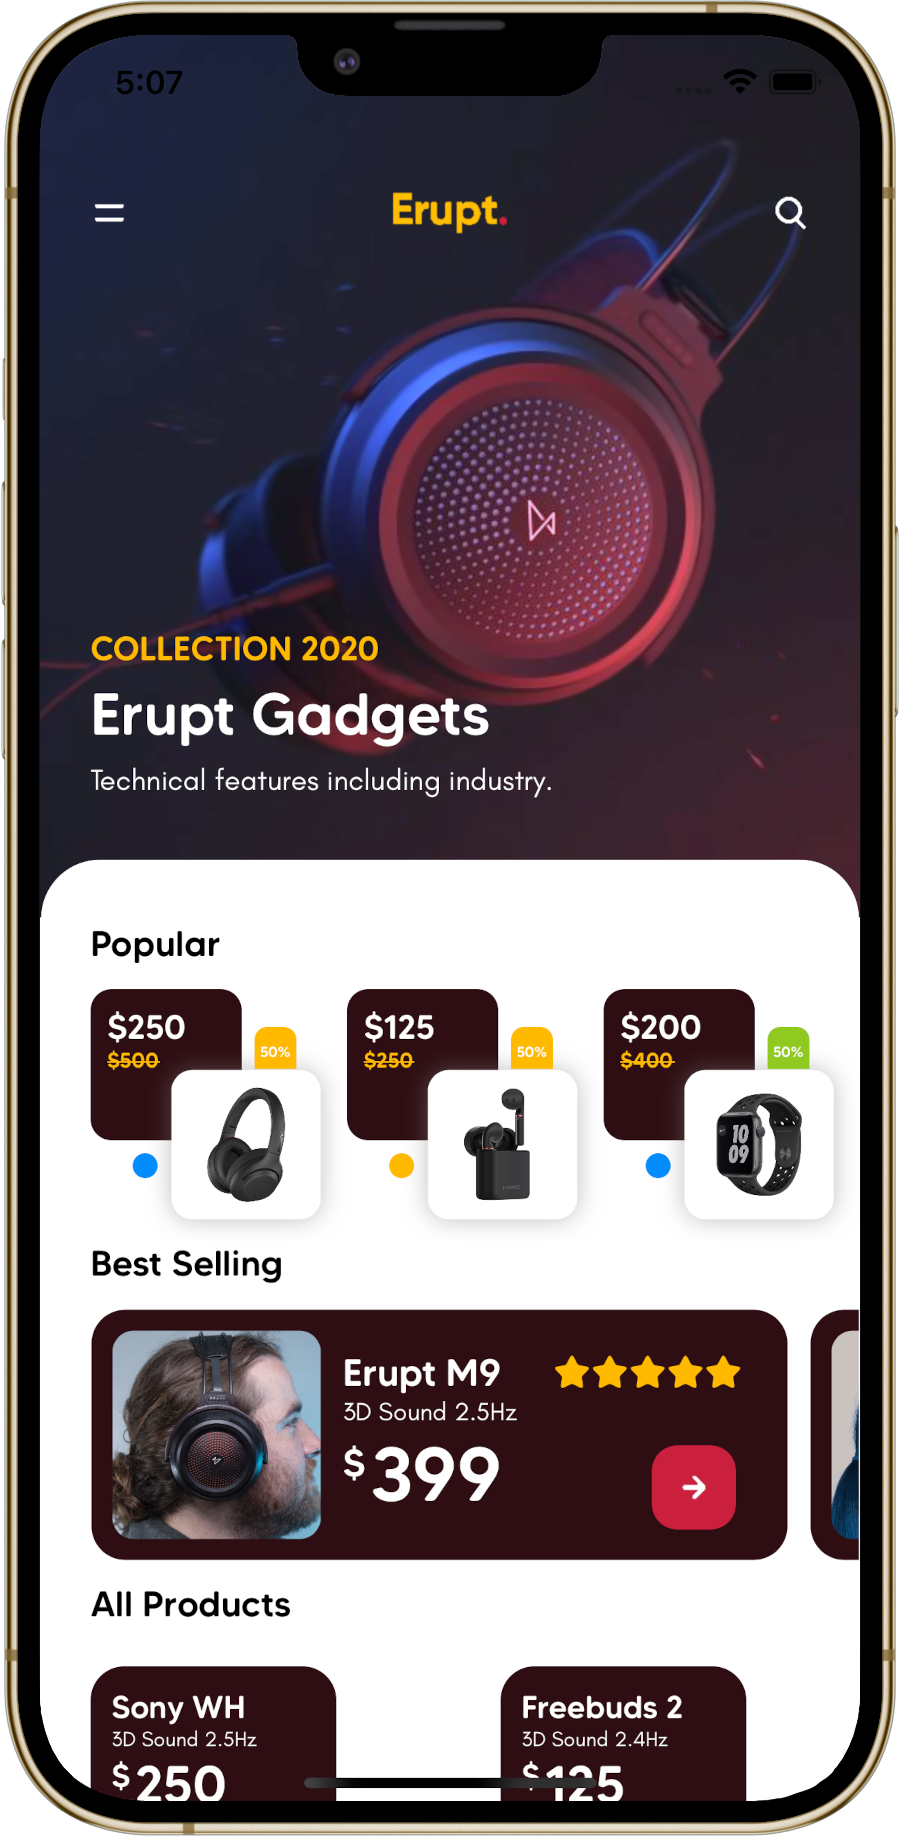 5:07
Erupt.
COLLECTION 2020
Erupt Gadgets
Technical features including industry.
Popular
$250
$500
50%
$125
$250
50%
$200
$400
50%
10
09
Best Selling
Erupt M9
3D Sound 2.5Hz
$399
All Products
Sony WH
3D Sound 2.5Hz
$250
Freebuds 2
3D Sound 2.4Hz
$125